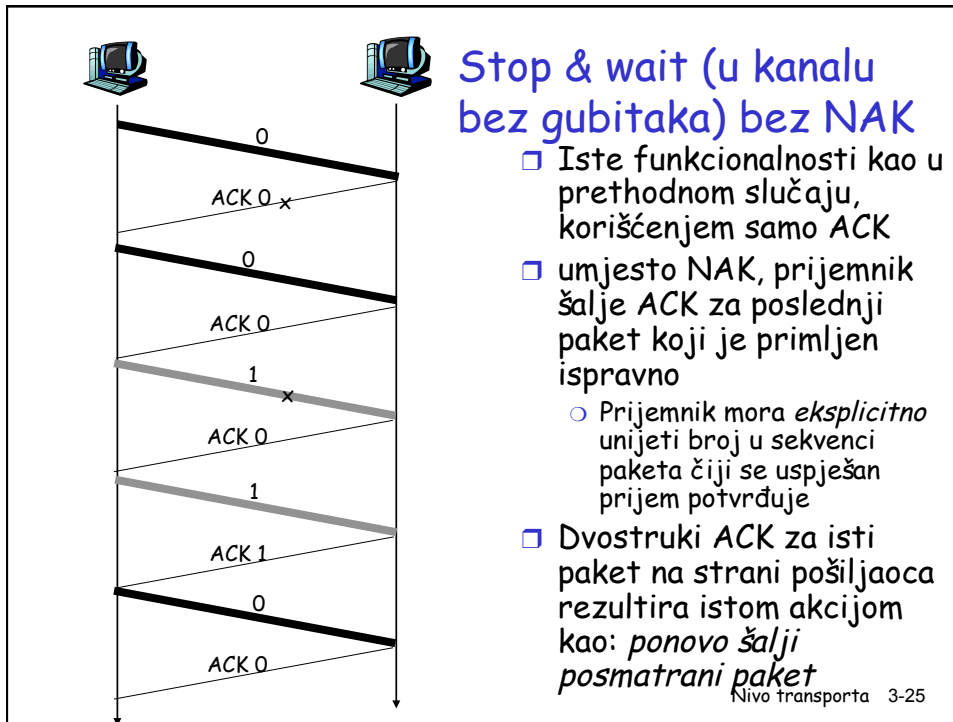 Stop & wait (u kanalu
bez gubitaka) bez NAK
Iste funkcionalnosti kao u
prethodnom slučaju,
korišćenjem samo ACK
umjesto NAK, prijemnik
šalje ACK za poslednji
paket koji je primljen
ispravno
Prijemnik mora eksplicitno
unijeti broj u sekvenci
paketa čiji se uspješan
prijem potvrđuje
Dvostruki ACK za isti
paket na strani pošiljaoca
rezultira istom akcijom
kao: ponovo šalji
posmatrani paket
0
ACK 0 x
0
ACK 0
1
x
ACK 0
1
ACK 1
0
ACK 0
Nivo transporta 3-25